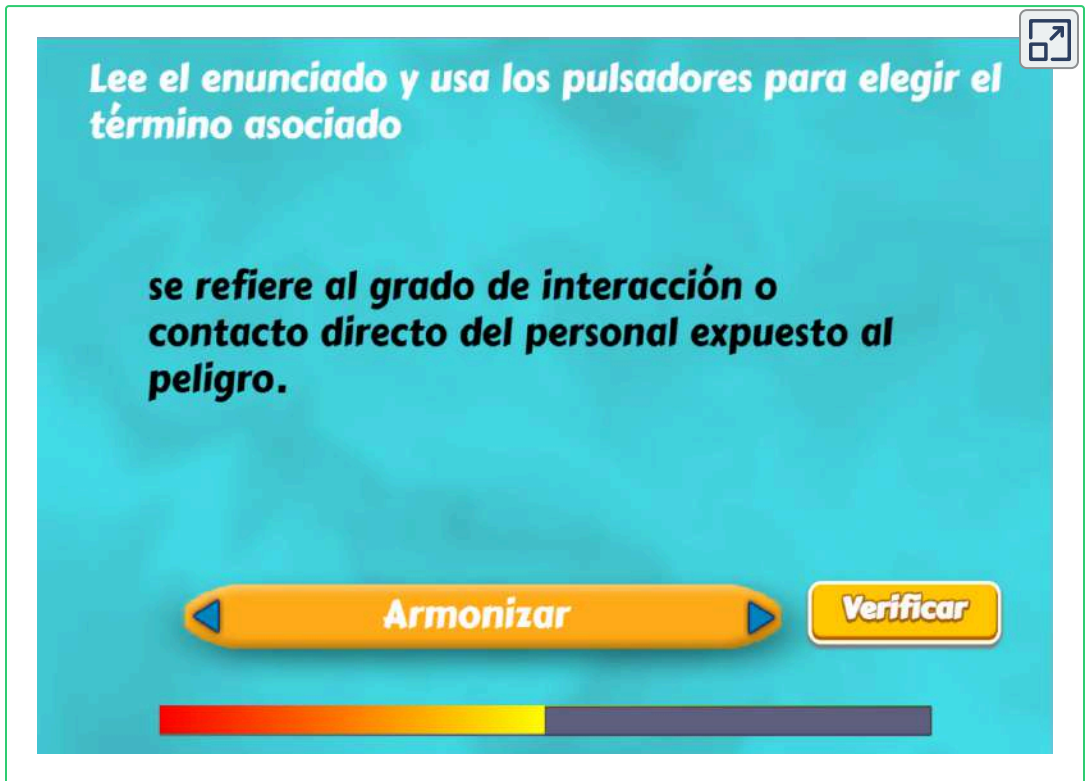 Lee el enunciado y usa los pulsadores para elegir el
término asociado
se refiere al grado de interacción o
contacto directo del personal expuesto al
peligro.
Armonizar
Verificar